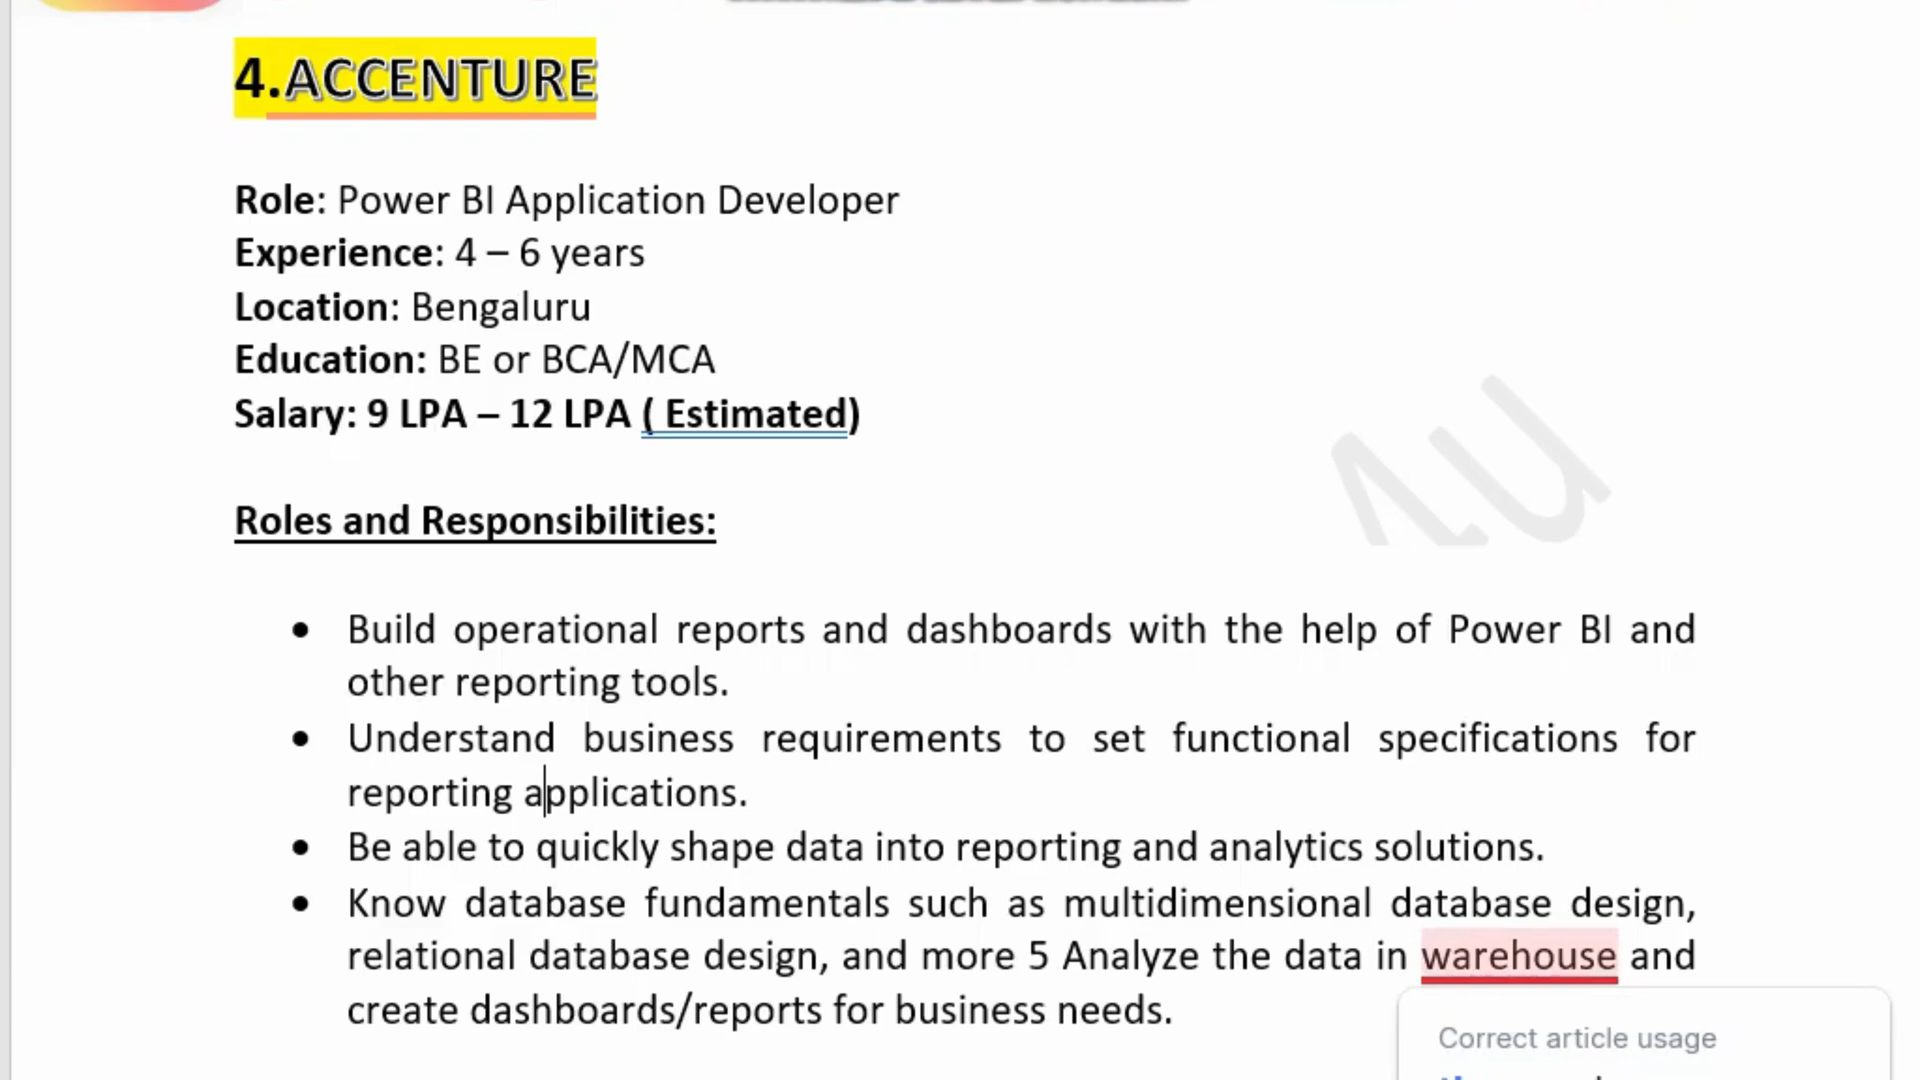 4.ACCENTURE
Role: Power BI Application Developer
Experience: 4 – 6 years
Location: Bengaluru
Education: BE or BCA/MCA
Salary: 9 LPA – 12 LPA ( Estimated)
Roles and Responsibilities:
• Build operational reports and dashboards with the help of Power BI and
other reporting tools.
• Understand business requirements to set functional specifications for
reporting applications.
• Be able to quickly shape data into reporting and analytics solutions.
• Know database fundamentals such as multidimensional database design,
relational database design, and more 5 Analyze the data in warehouse and
create dashboards/reports for business needs.
Correct article usage